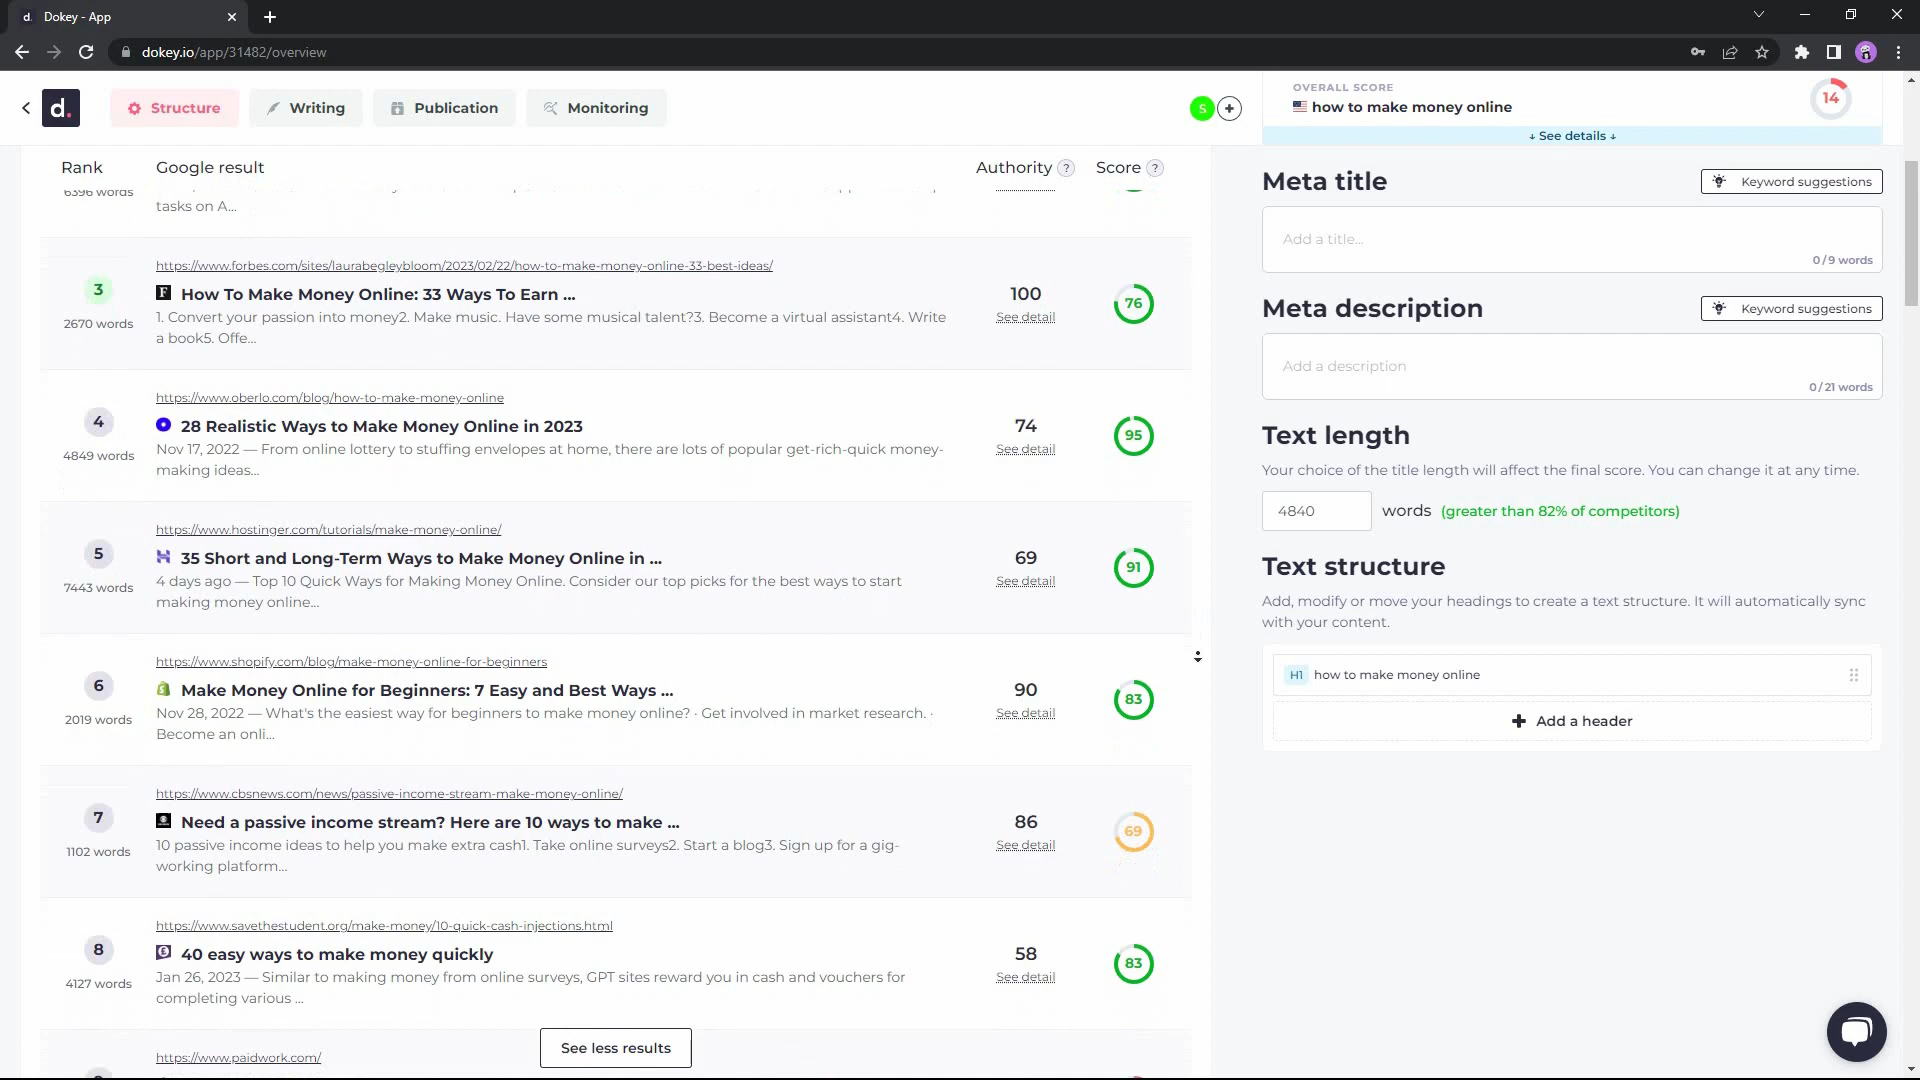 d. Dokey - App
dokey.io/app/31482/overview
d.
Structure
Writing
Publication
Monitoring
S
OVERALL SCORE
how to make money online
14
↓ See details ↓
Rank
Google result
Authority ?
Score ?
6396 words
tasks on A...
https://www.forbes.com/sites/laurabegleybloom/2023/02/22/how-to-make-money-online-33-best-ideas/
3
How To Make Money Online: 33 Ways To Earn ...
100
76
2670 words
1. Convert your passion into money2. Make music. Have some musical talent?3. Become a virtual assistant4. Write
a book5. Offe...
See detail
https://www.oberlo.com/blog/how-to-make-money-online
4
28 Realistic Ways to Make Money Online in 2023
74
95
4849 words
Nov 17, 2022 — From online lottery to stuffing envelopes at home, there are lots of popular get-rich-quick money-
making ideas...
See detail
https://www.hostinger.com/tutorials/make-money-online/
5
35 Short and Long-Term Ways to Make Money Online in ...
69
91
7443 words
4 days ago — Top 10 Quick Ways for Making Money Online. Consider our top picks for the best ways to start
making money online...
See detail
https://www.shopify.com/blog/make-money-online-for-beginners
6
Make Money Online for Beginners: 7 Easy and Best Ways ...
90
83
2019 words
Nov 28, 2022 — What's the easiest way for beginners to make money online? · Get involved in market research. ·
Become an onli...
See detail
https://www.cbsnews.com/news/passive-income-stream-make-money-online/
7
Need a passive income stream? Here are 10 ways to make ...
86
69
1102 words
10 passive income ideas to help you make extra cash1. Take online surveys2. Start a blog3. Sign up for a gig-
working platform...
See detail
https://www.savethestudent.org/make-money/10-quick-cash-injections.html
8
40 easy ways to make money quickly
58
83
4127 words
Jan 26, 2023 — Similar to making money from online surveys, GPT sites reward you in cash and vouchers for
completing various ...
See detail
https://www.paidwork.com/
See less results
Meta title
Keyword suggestions
Add a title...
0 / 9 words
Meta description
Keyword suggestions
Add a description
0 / 21 words
Text length
Your choice of the title length will affect the final score. You can change it at any time.
4840
words (greater than 82% of competitors)
Text structure
Add, modify or move your headings to create a text structure. It will automatically sync
with your content.
H1 how to make money online
Add a header